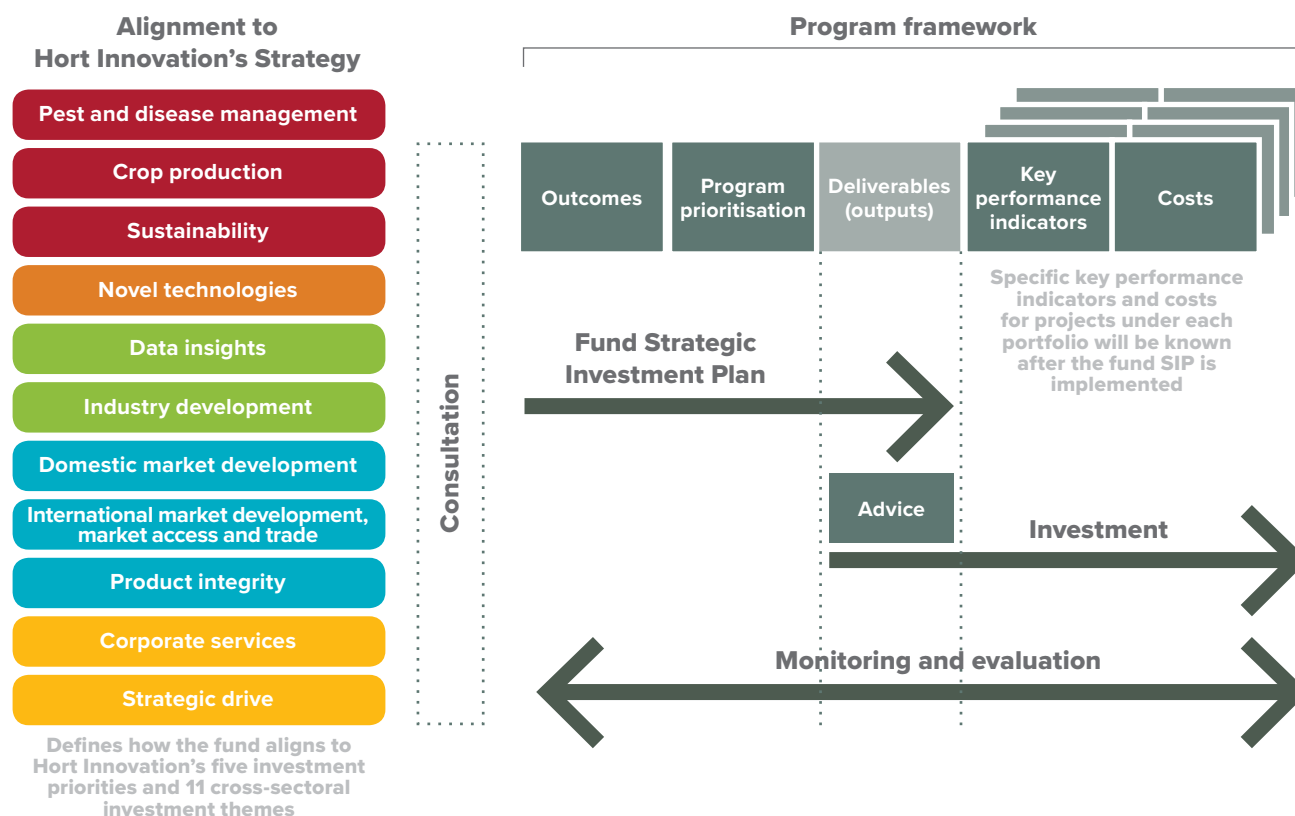 Alignment to
Hort Innovation's Strategy
Pest and disease management
Crop production
Sustainability
Novel technologies
Data insights
Industry development
Domestic market development
International market development,
market access and trade
Product integrity
Corporate services
Strategic drive
Defines how the fund aligns to
Hort Innovation's five investment
priorities and 11 cross-sectoral
investment themes
Consultation
Program framework
Outcomes
Program
prioritisation
Deliverables
(outputs)
Key
performance
indicators
Costs
Specific key performance
indicators and costs
for projects under each
portfolio will be known
after the fund SIP is
implemented
Fund Strategic
Investment Plan
Advice
Investment
Monitoring and evaluation